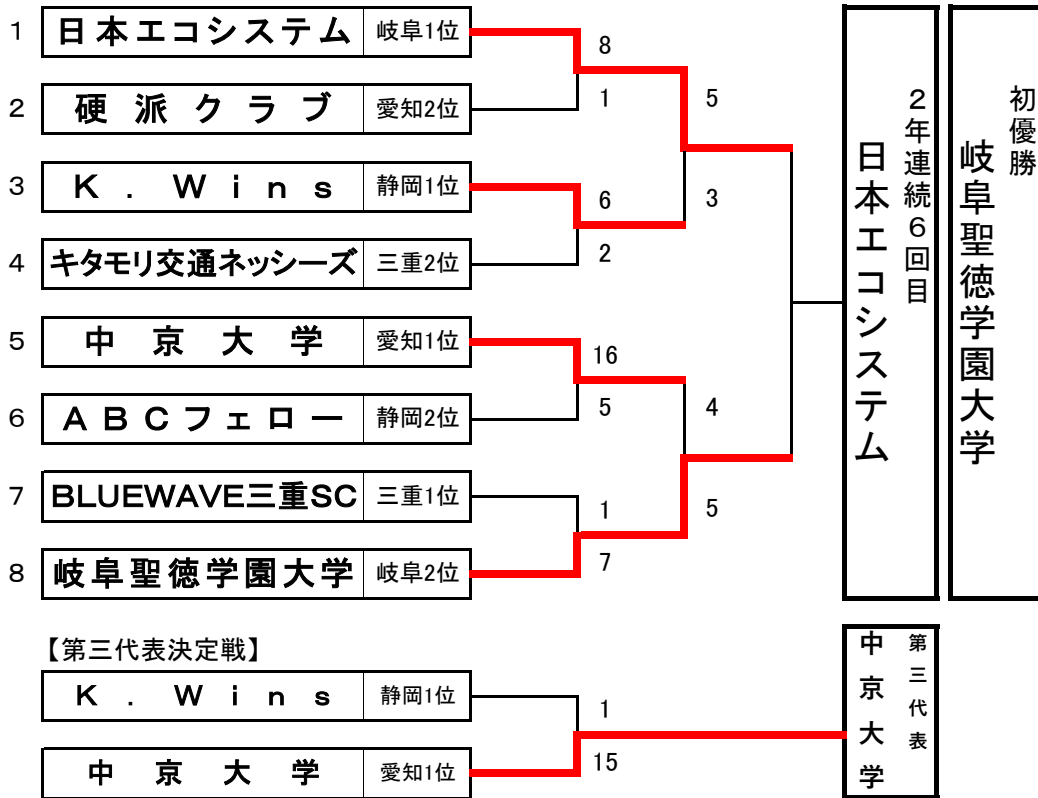 1 日本エコシステム 岐阜1位
8
2 硬派クラブ 愛知2位
1
5
3 K.Wins 静岡1位
6
3
4 キタモリ交通ネッシーズ 三重2位
2
5 中京大学 愛知1位
16
6 ABCフェロー 静岡2位
5
4
7 BLUEWAVE三重SC 三重1位
1
5
8 岐阜聖徳学園大学 岐阜2位
7
2年連続6回目
日本エコシステム
初優勝
岐阜聖徳学園大学
【第三代表決定戦】
K.Wins 静岡1位
1
中京大学 愛知1位
15
第三代表
中京大学